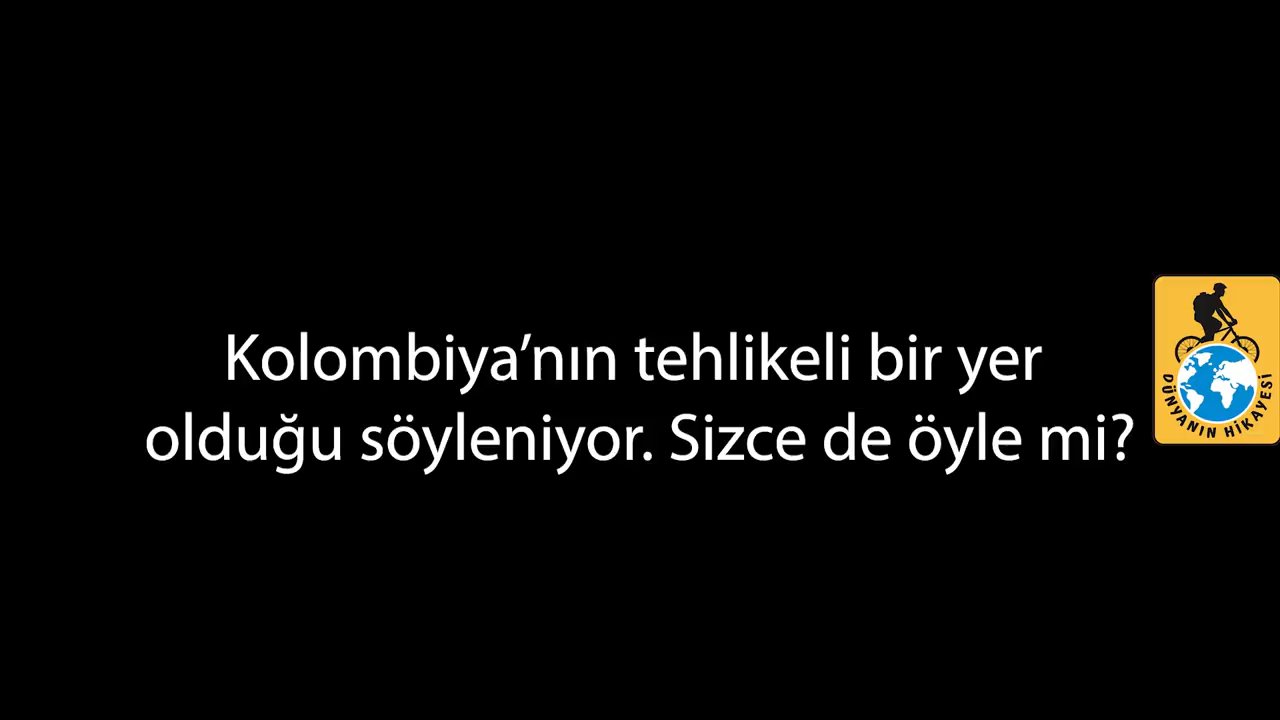 Kolombiya’nın tehlikeli bir yer
olduğu söyleniyor. Sizce de öyle mi?
DÜNYANIN HİKAYESİ